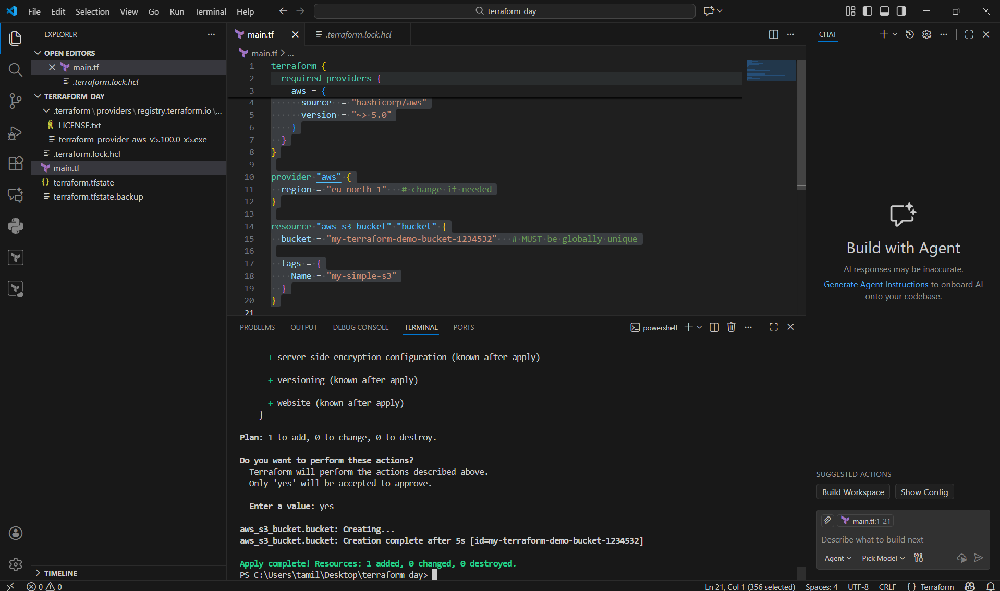 File Edit Selection View Go Run Terminal Help
terraform_day
EXPLORER
OPEN EDITORS
main.tf
.terraform.lock.hcl
TERRAFORM_DAY
.terraform\providers\registry.terraform.io\...
LICENSE.txt
terraform-provider-aws_v5.100.0_x5.exe
.terraform.lock.hcl
main.tf
{} terraform.tfstate
terraform.tfstate.backup
TIMELINE
main.tf
.terraform.lock.hcl
main.tf > ...
1 terraform {
2 required_providers {
3 aws = {
4 source = "hashicorp/aws"
5 version = "~> 5.0"
6 }
7 }
8 }
9
10 provider "aws" {
11 region = "eu-north-1" # change if needed
12 }
13
14 resource "aws_s3_bucket" "bucket" {
15 bucket = "my-terraform-demo-bucket-1234532" # MUST be globally unique
16
17 tags = {
18 Name = "my-simple-s3"
19 }
20 }
21
PROBLEMS OUTPUT DEBUG CONSOLE TERMINAL PORTS
powershell
+ server_side_encryption_configuration (known after apply)
+ versioning (known after apply)
+ website (known after apply)
}
Plan: 1 to add, 0 to change, 0 to destroy.
Do you want to perform these actions?
Terraform will perform the actions described above.
Only 'yes' will be accepted to approve.
Enter a value: yes
aws_s3_bucket.bucket: Creating...
aws_s3_bucket.bucket: Creation complete after 5s [id=my-terraform-demo-bucket-1234532]
Apply complete! Resources: 1 added, 0 changed, 0 destroyed.
PS C:\Users\tamil\Desktop\terraform_day>
CHAT
Build with Agent
AI responses may be inaccurate.
Generate Agent Instructions to onboard AI
onto your codebase.
SUGGESTED ACTIONS
Build Workspace
Show Config
main.tf:1-21
Describe what to build next
Agent
Pick Model
0 0
Ln 21, Col 1 (356 selected) Spaces: 4 UTF-8 CRLF {} Terraform